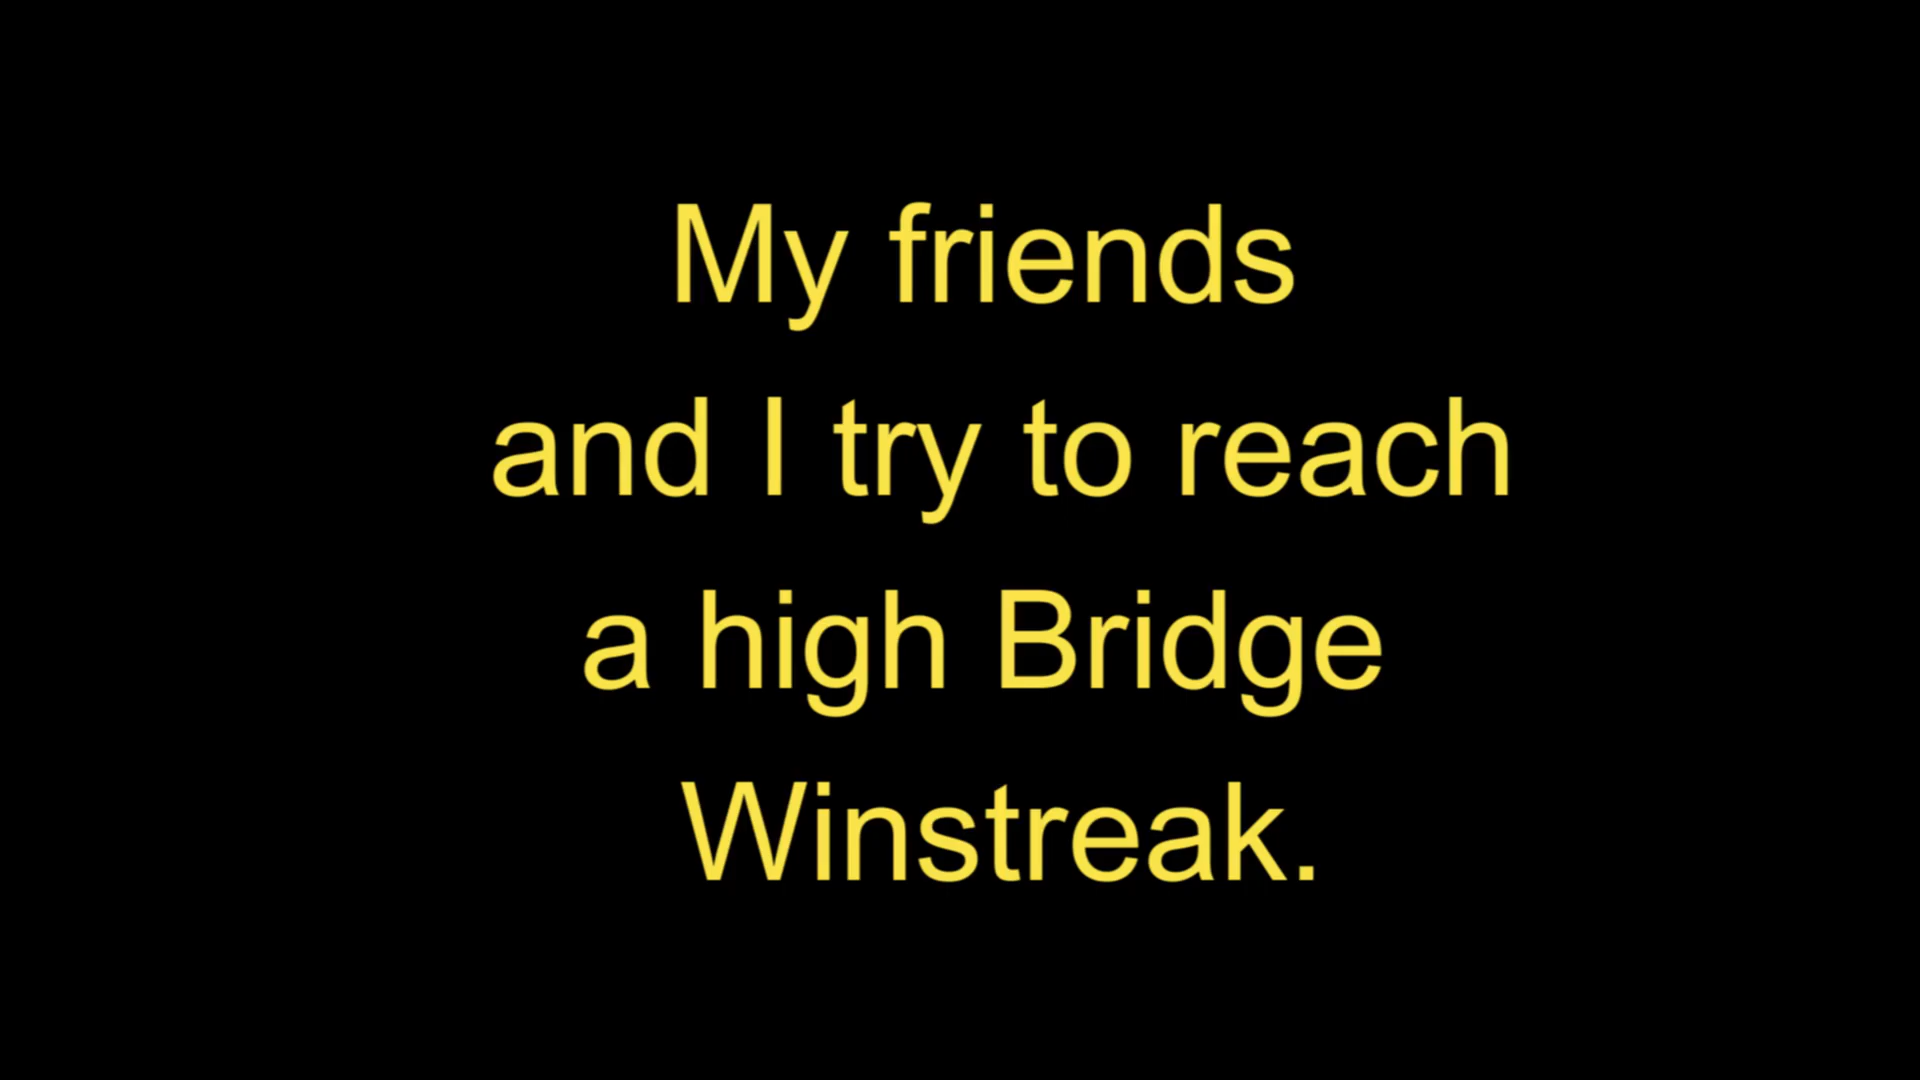 My friends
and I try to reach
a high Bridge
Winstreak.